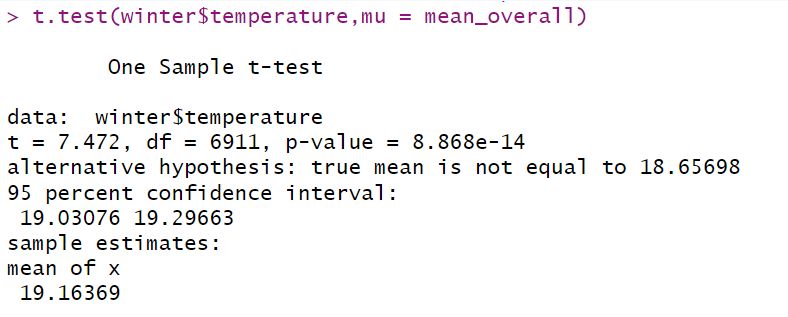 > t.test(winter$temperature,mu = mean_overall)
One Sample t-test
data:  winter$temperature
t = 7.472, df = 6911, p-value = 8.868e-14
alternative hypothesis: true mean is not equal to 18.65698
95 percent confidence interval:
 19.03076 19.29663
sample estimates:
mean of x
 19.16369